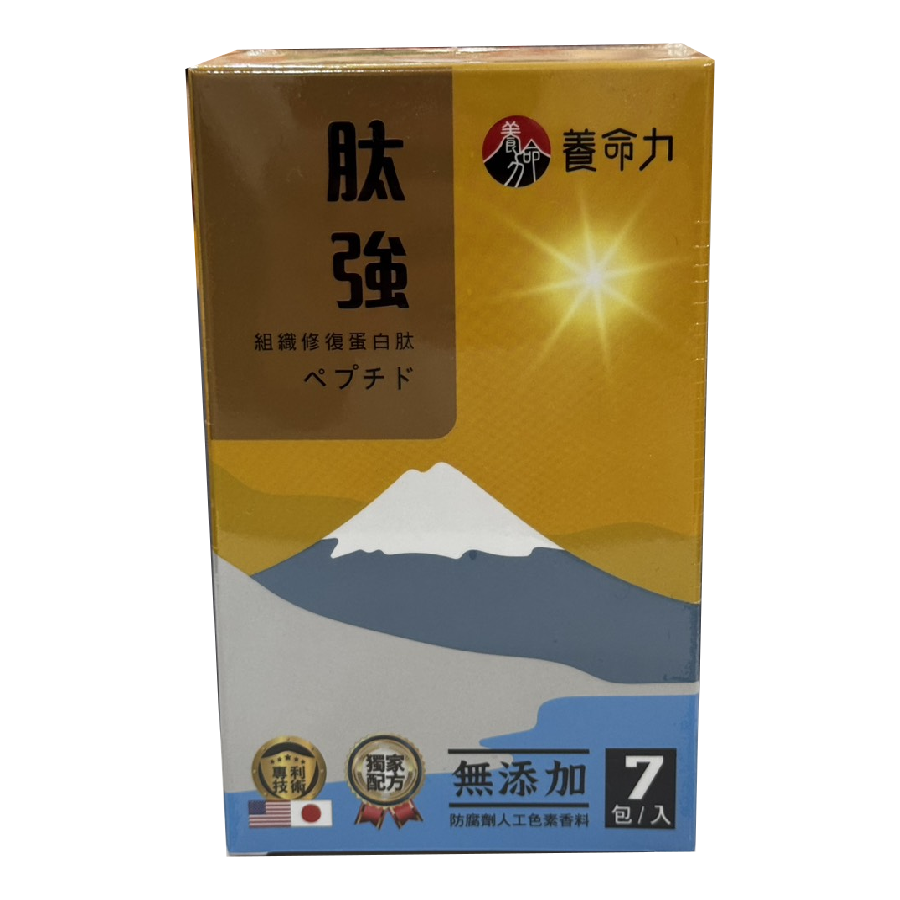 肽強
組織修復蛋白肽
ペプチド
養命力
養命力
專利
技術
獨家
配方
無添加
防腐劑人工色素香料
7
包/入